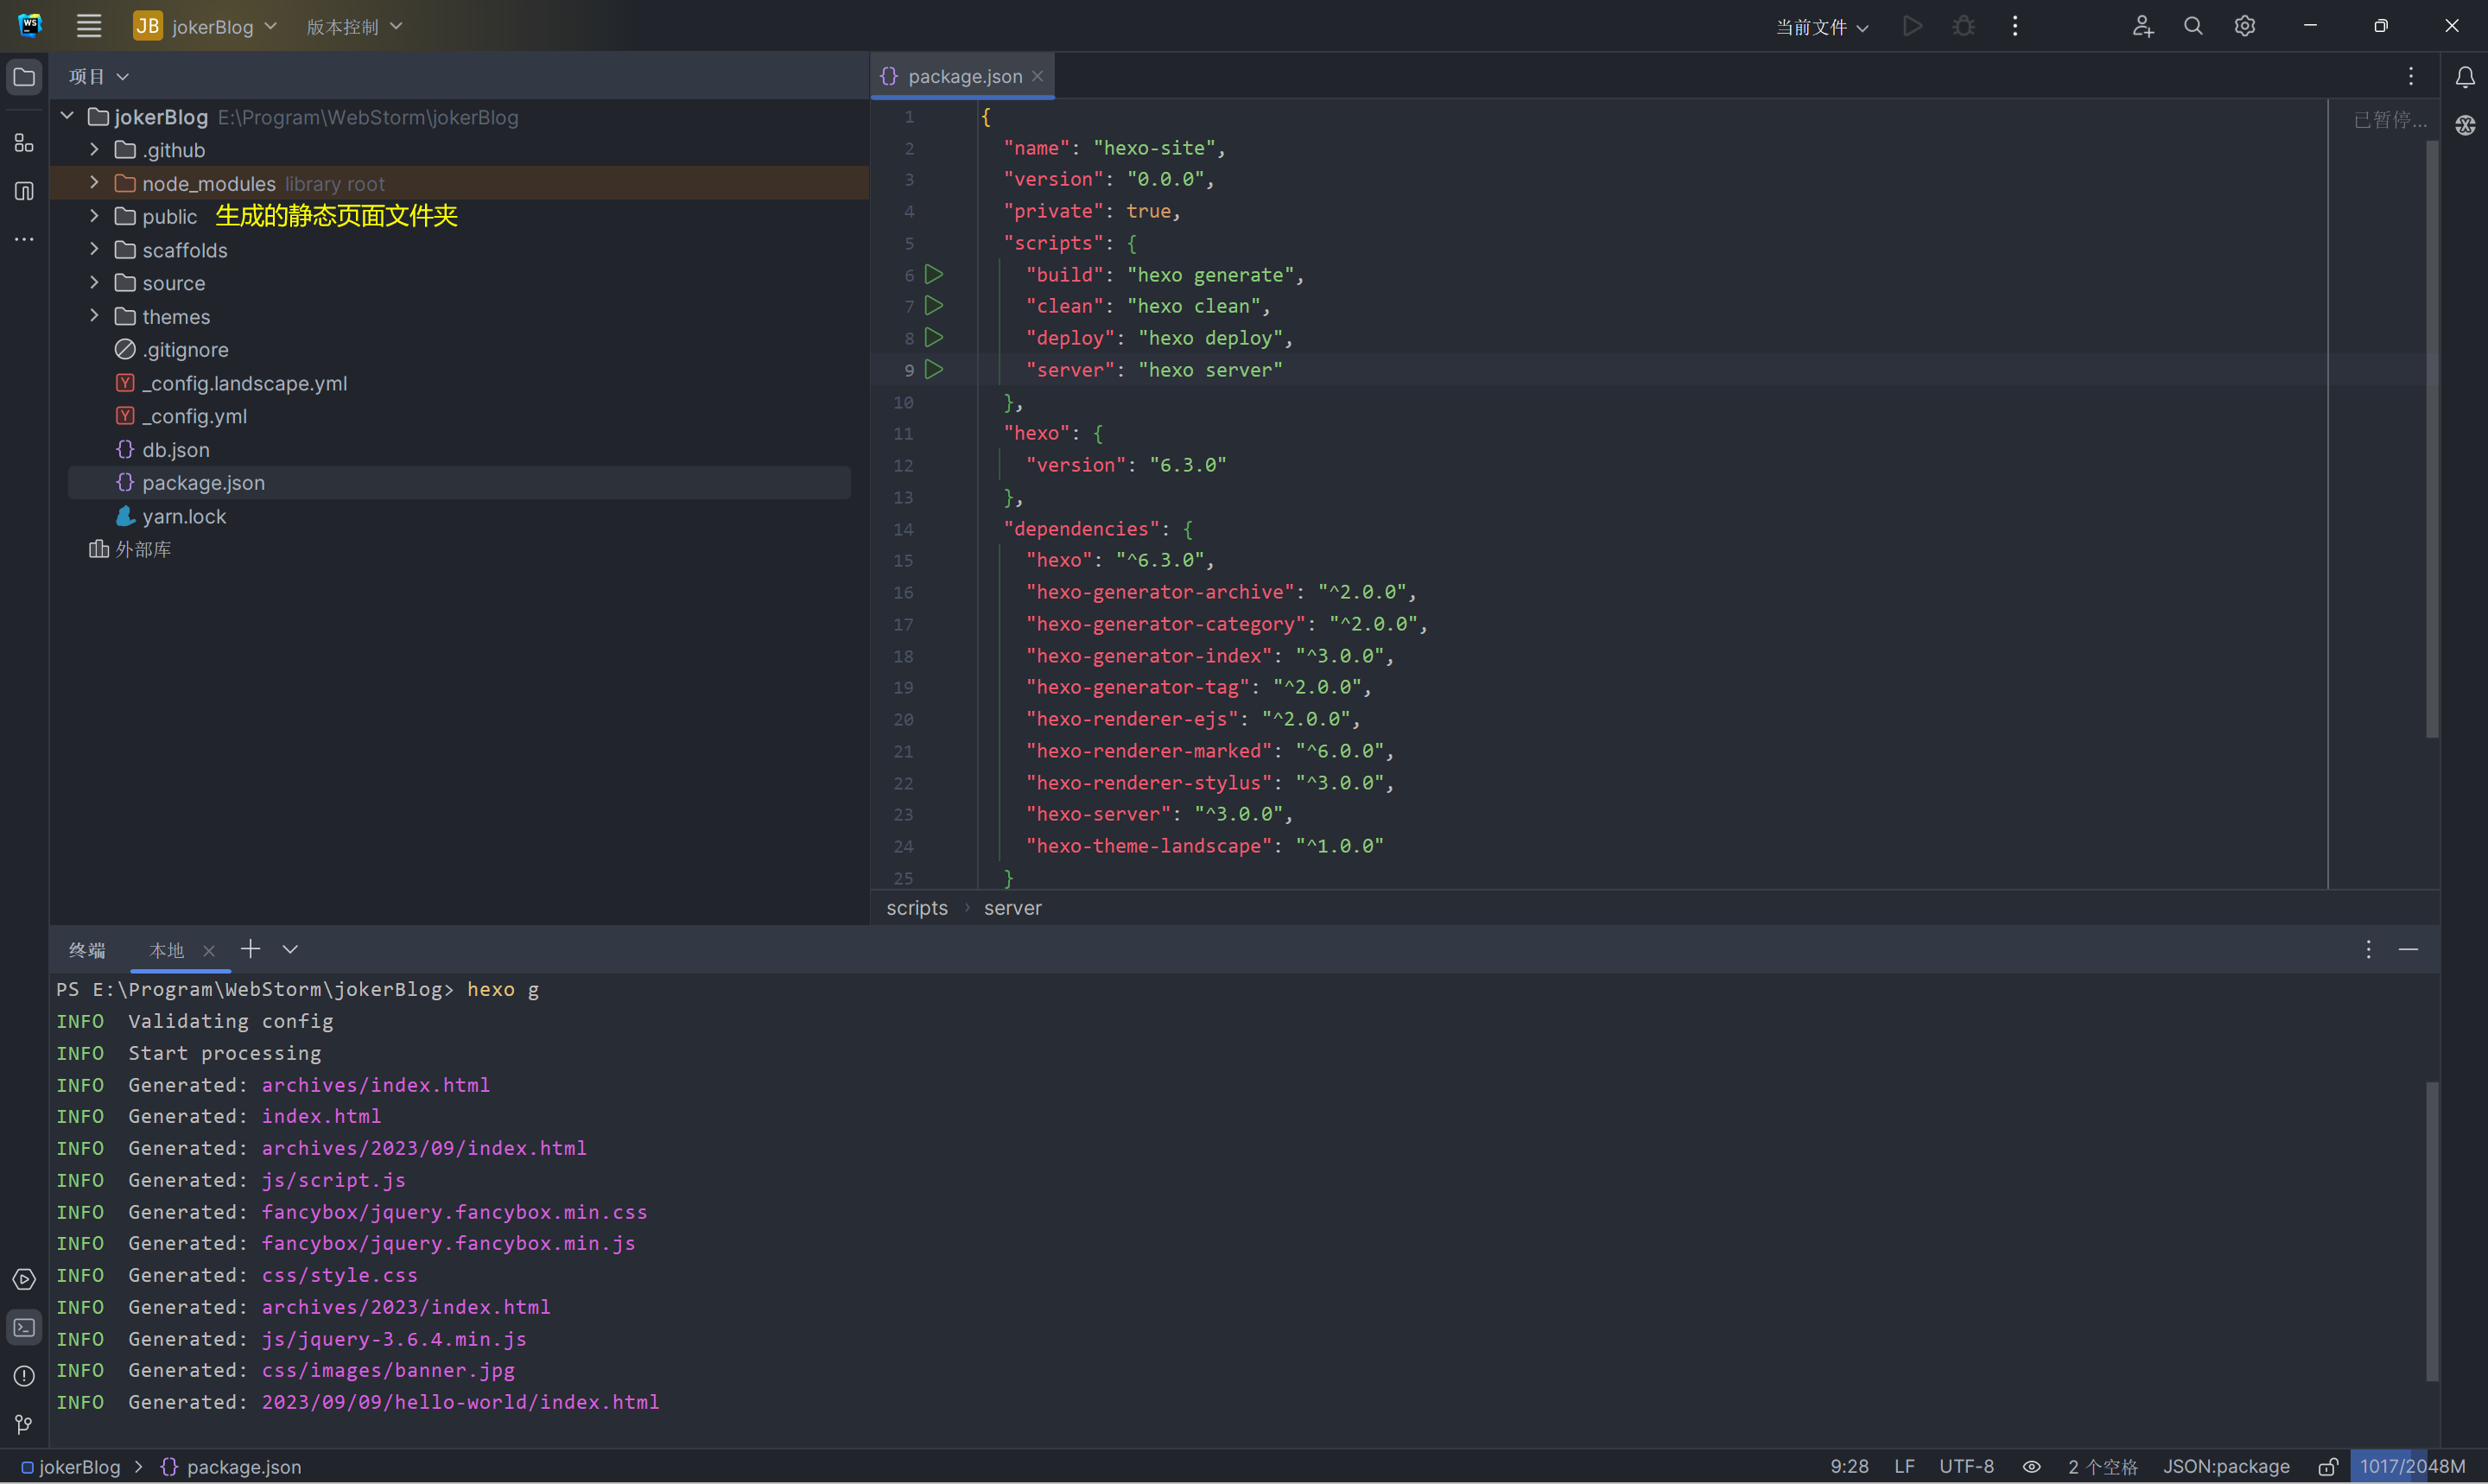 WS
JB jokerBlog 版本控制 当前文件
项目
jokerBlog E:\Program\WebStorm\jokerBlog
.github
node_modules library root
public 生成的静态页面文件夹
scaffolds
source
themes
.gitignore
_config.landscape.yml
_config.yml
db.json
package.json
yarn.lock
外部库
package.json
已暂停...
1 {
2 "name": "hexo-site",
3 "version": "0.0.0",
4 "private": true,
5 "scripts": {
6 "build": "hexo generate",
7 "clean": "hexo clean",
8 "deploy": "hexo deploy",
9 "server": "hexo server"
10 },
11 "hexo": {
12 "version": "6.3.0"
13 },
14 "dependencies": {
15 "hexo": "^6.3.0",
16 "hexo-generator-archive": "^2.0.0",
17 "hexo-generator-category": "^2.0.0",
18 "hexo-generator-index": "^3.0.0",
19 "hexo-generator-tag": "^2.0.0",
20 "hexo-renderer-ejs": "^2.0.0",
21 "hexo-renderer-marked": "^6.0.0",
22 "hexo-renderer-stylus": "^3.0.0",
23 "hexo-server": "^3.0.0",
24 "hexo-theme-landscape": "^1.0.0"
25 }
scripts > server
终端 本地
PS E:\Program\WebStorm\jokerBlog> hexo g
INFO Validating config
INFO Start processing
INFO Generated: archives/index.html
INFO Generated: index.html
INFO Generated: archives/2023/09/index.html
INFO Generated: js/script.js
INFO Generated: fancybox/jquery.fancybox.min.css
INFO Generated: fancybox/jquery.fancybox.min.js
INFO Generated: css/style.css
INFO Generated: archives/2023/index.html
INFO Generated: js/jquery-3.6.4.min.js
INFO Generated: css/images/banner.jpg
INFO Generated: 2023/09/09/hello-world/index.html
jokerBlog > package.json 9:28 LF UTF-8 2 个空格 JSON:package 1017/2048M